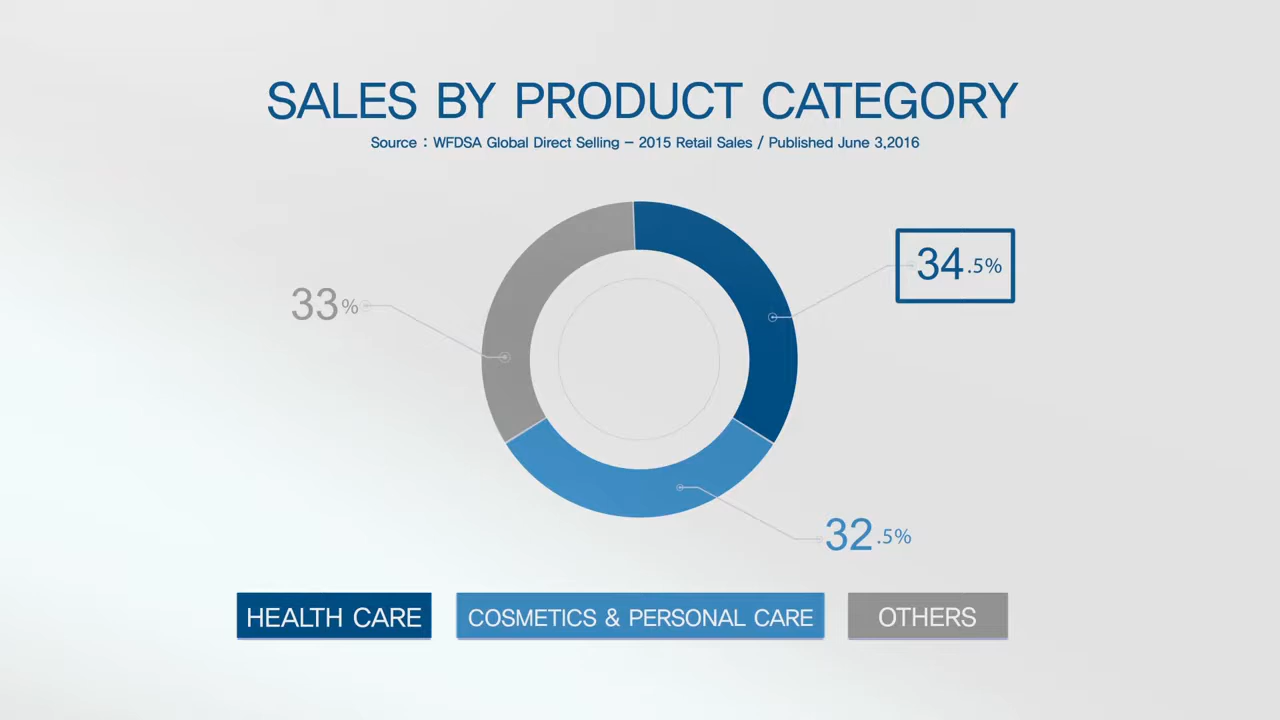 SALES BY PRODUCT CATEGORY
Source : WFDSA Global Direct Selling – 2015 Retail Sales / Published June 3,2016
34.5%
33%
32.5%
HEALTH CARE
COSMETICS & PERSONAL CARE
OTHERS